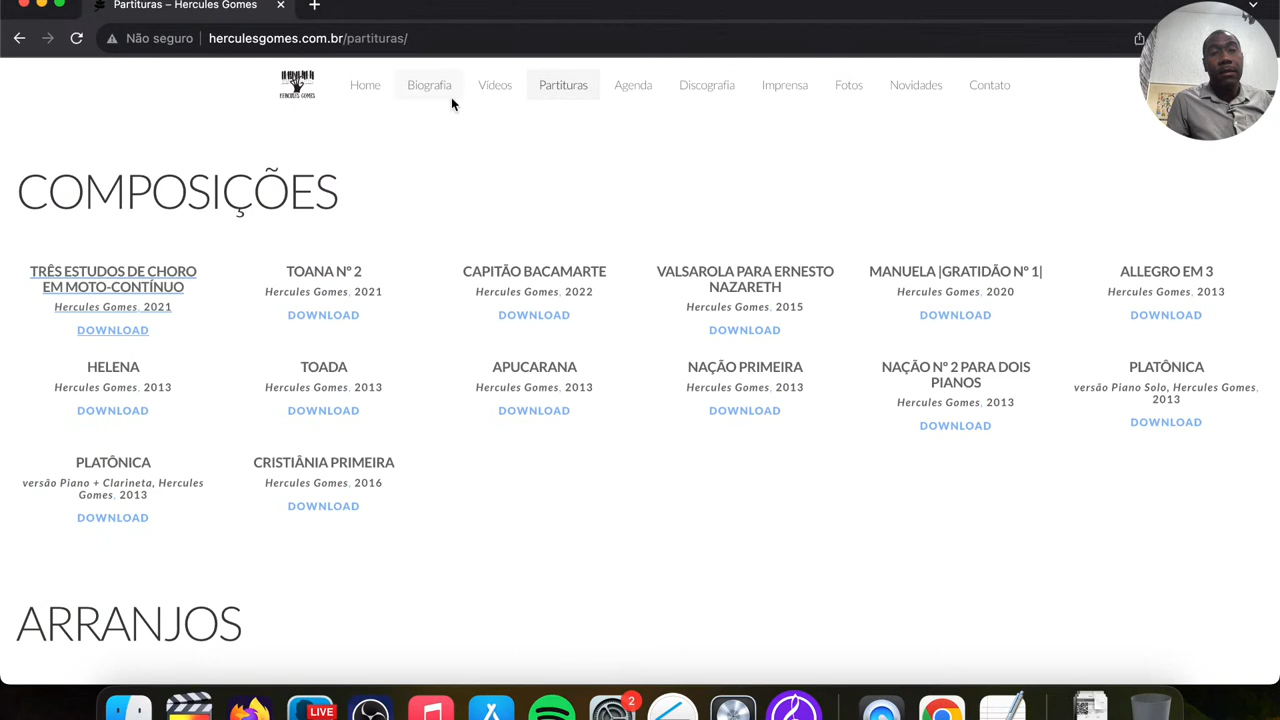 Partituras – Hercules Gomes
Não seguro herculesgomes.com.br/partituras/
HERCULES GOMES
Home Biografia Vídeos Partituras Agenda Discografia Imprensa Fotos Novidades Contato
COMPOSIÇÕES
TRÊS ESTUDOS DE CHORO
EM MOTO-CONTÍNUO
Hercules Gomes, 2021
DOWNLOAD
TOANA Nº 2
Hercules Gomes, 2021
DOWNLOAD
CAPITÃO BACAMARTE
Hercules Gomes, 2022
DOWNLOAD
VALSAROLA PARA ERNESTO
NAZARETH
Hercules Gomes, 2015
DOWNLOAD
MANUELA |GRATIDÃO Nº 1|
Hercules Gomes, 2020
DOWNLOAD
ALLEGRO EM 3
Hercules Gomes, 2013
DOWNLOAD
HELENA
Hercules Gomes, 2013
DOWNLOAD
TOADA
Hercules Gomes, 2013
DOWNLOAD
APUCARANA
Hercules Gomes, 2013
DOWNLOAD
NAÇÃO PRIMEIRA
Hercules Gomes, 2013
DOWNLOAD
NAÇÃO Nº 2 PARA DOIS
PIANOS
Hercules Gomes, 2013
DOWNLOAD
PLATÔNICA
versão Piano Solo, Hercules Gomes,
2013
DOWNLOAD
PLATÔNICA
versão Piano + Clarineta, Hercules
Gomes, 2013
DOWNLOAD
CRISTIÂNIA PRIMEIRA
Hercules Gomes, 2016
DOWNLOAD
ARRANJOS
LIVE
2